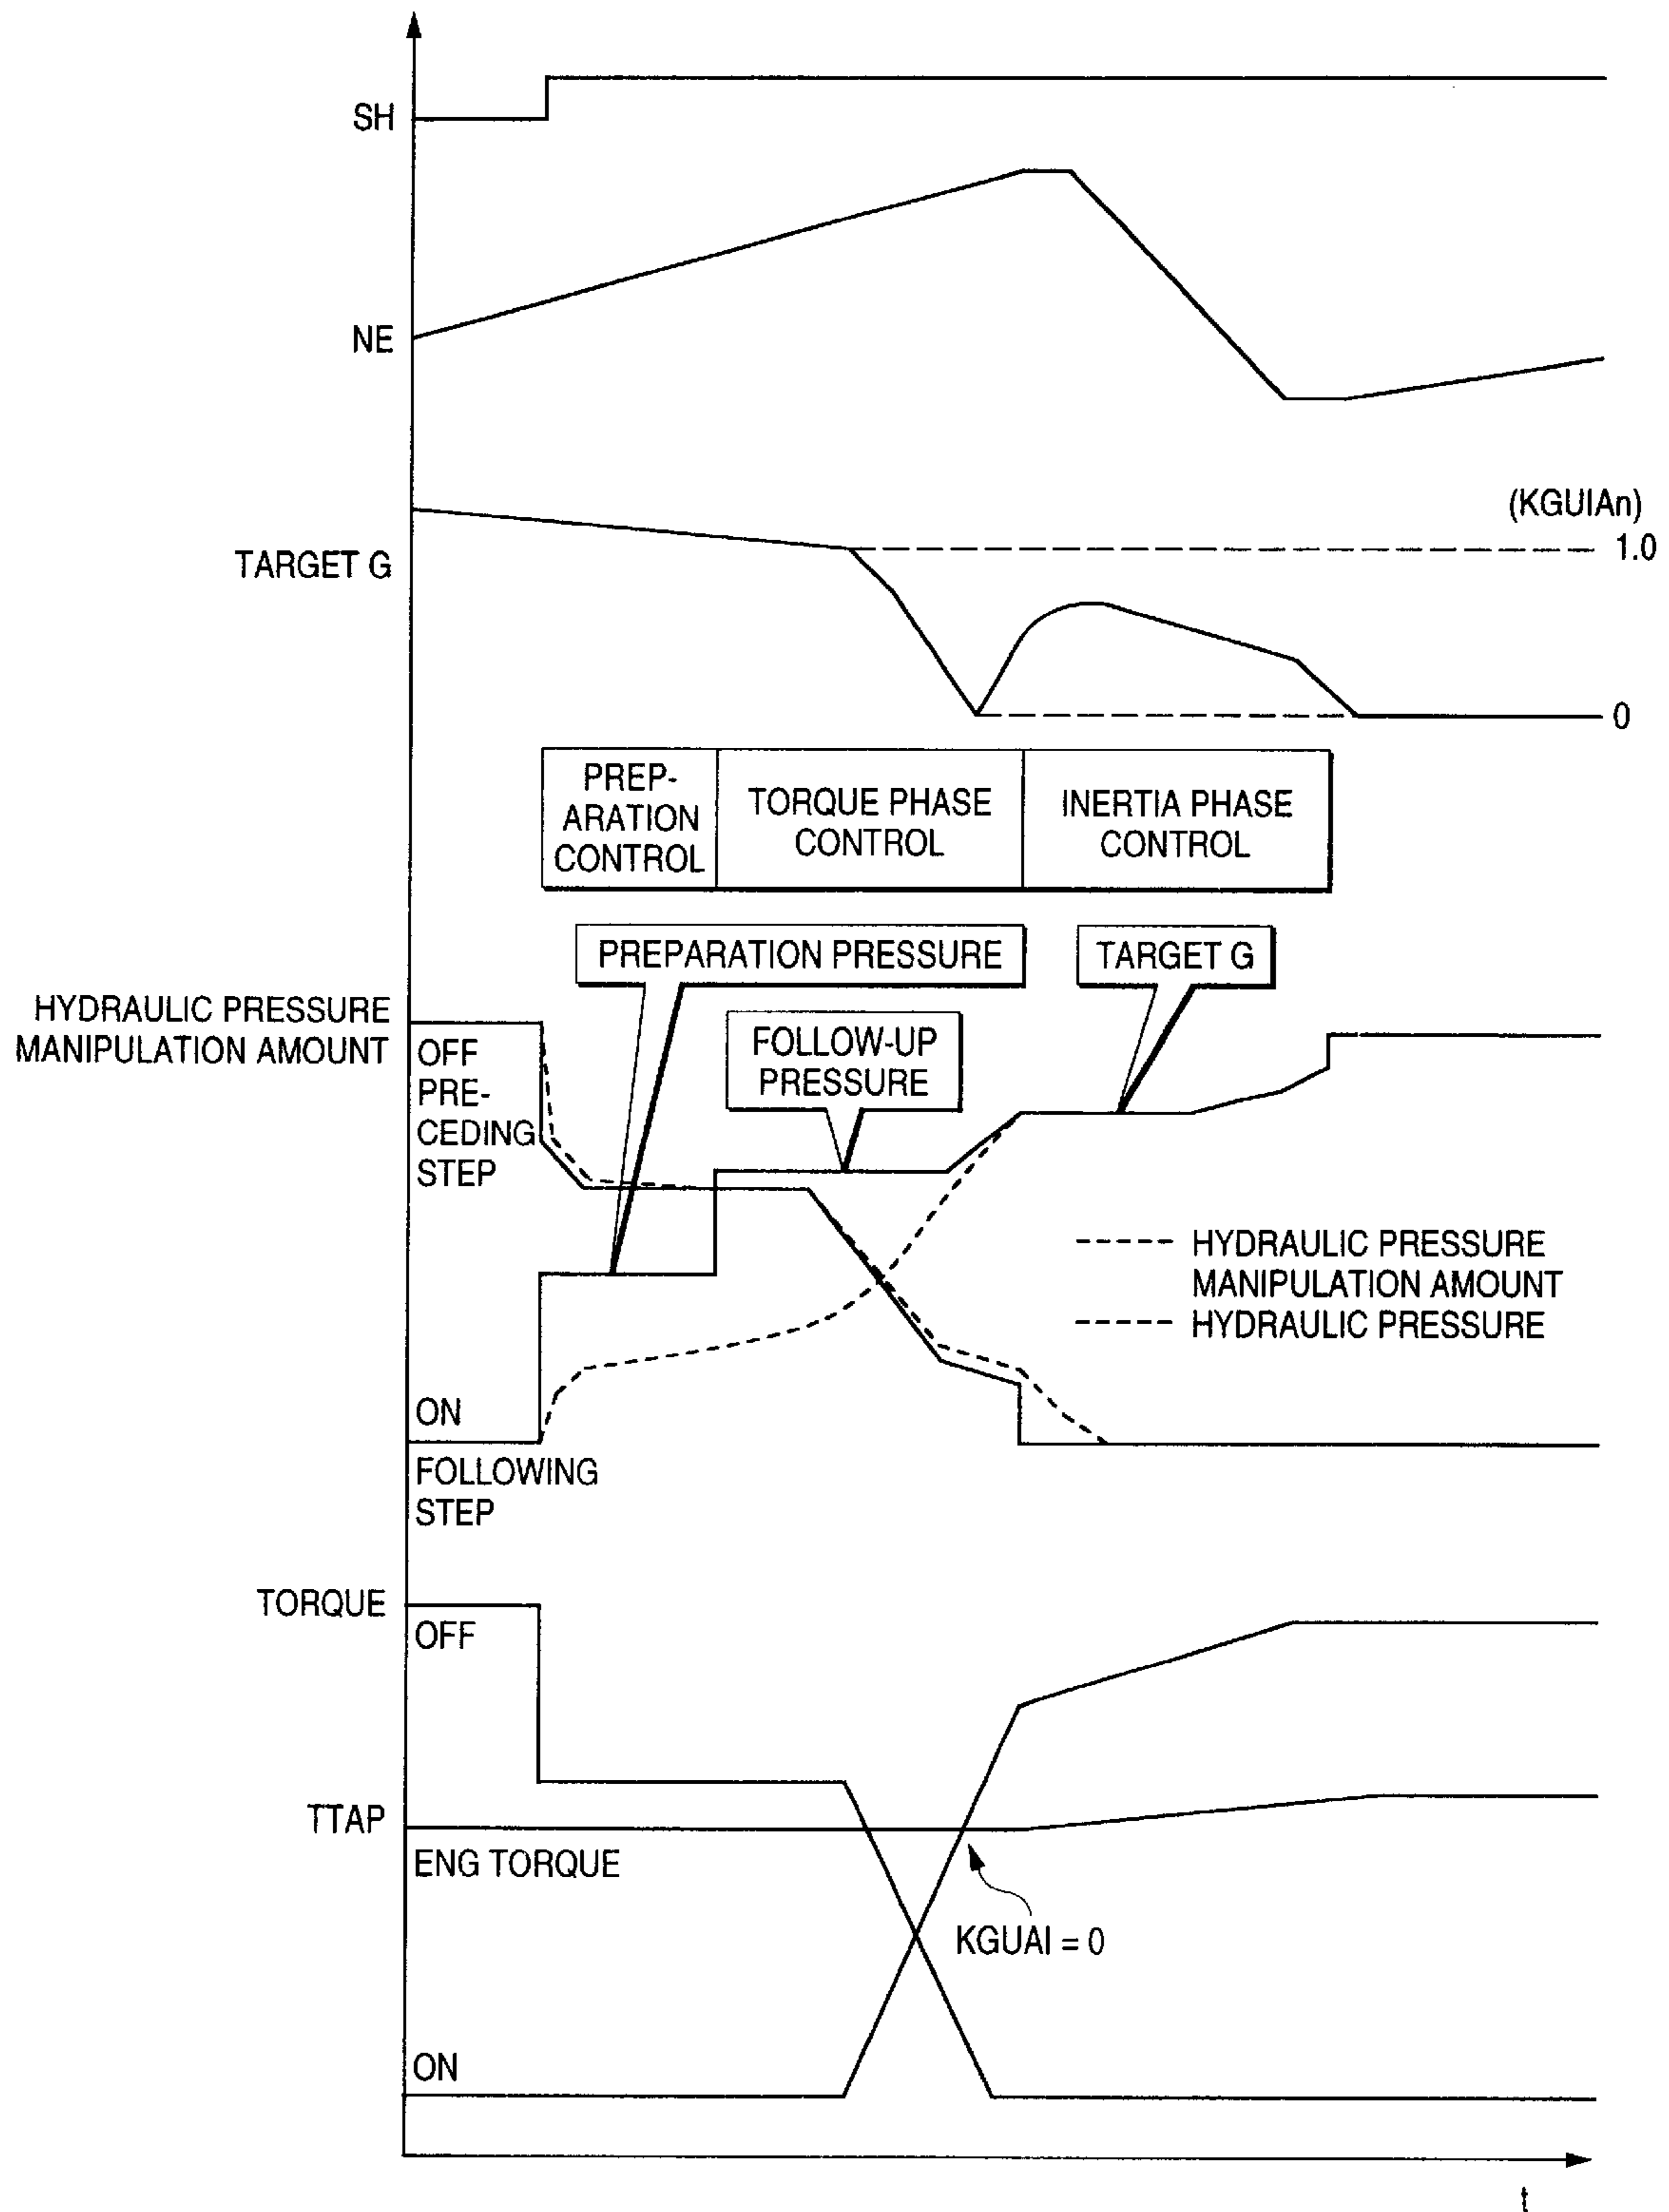 SH
NE
(KGUIAn)
1.0
TARGET G
0
PREP-
ARATION
CONTROL
TORQUE PHASE
CONTROL
INERTIA PHASE
CONTROL
PREPARATION PRESSURE
TARGET G
HYDRAULIC PRESSURE
MANIPULATION AMOUNT
OFF
PRE-
CEDING
STEP
FOLLOW-UP
PRESSURE
HYDRAULIC PRESSURE
MANIPULATION AMOUNT
HYDRAULIC PRESSURE
ON
FOLLOWING
STEP
TORQUE
OFF
TTAP
ENG TORQUE
KGUAI = 0
ON
t